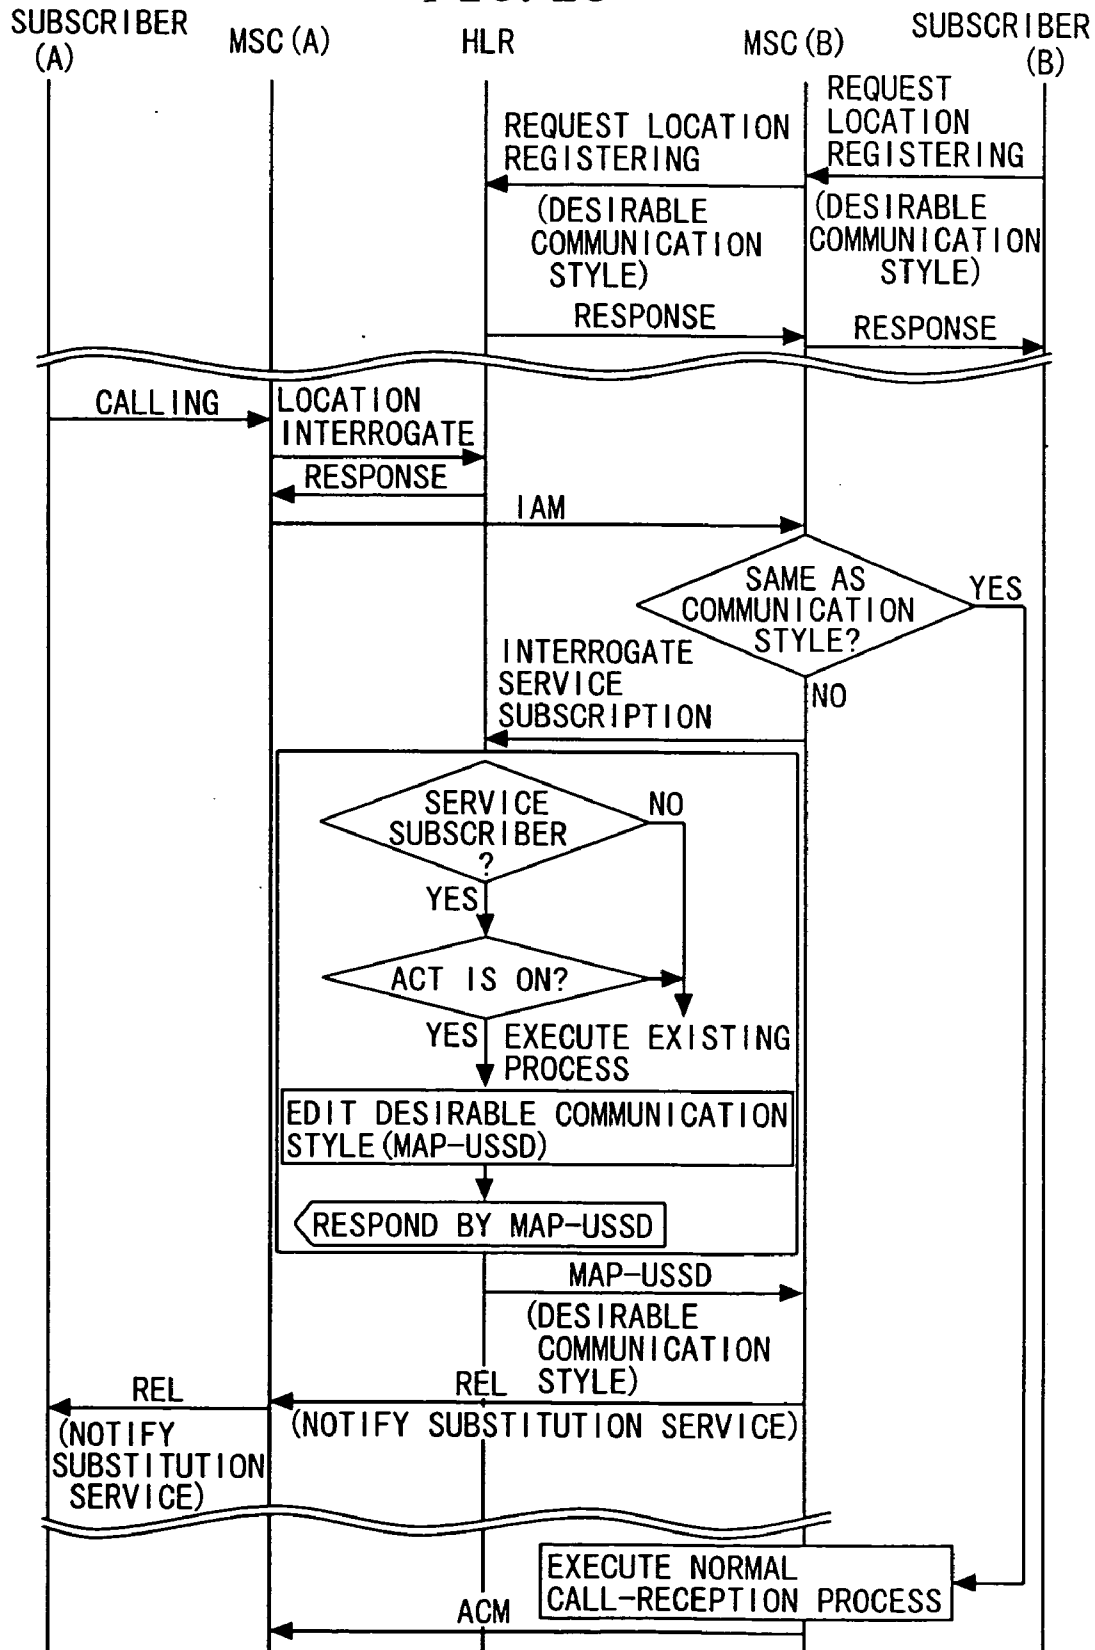 SUBSCRIBER
(A)
MSC(A)
HLR
MSC(B)
SUBSCRIBER
(B)
REQUEST
LOCATION
REGISTERING
REQUEST LOCATION
REGISTERING
(DESIRABLE
COMMUNICATION
STYLE)
(DESIRABLE
COMMUNICATION
STYLE)
RESPONSE
RESPONSE
CALLING
LOCATION
INTERROGATE
RESPONSE
IAM
SAME AS
COMMUNICATION
STYLE?
YES
NO
INTERROGATE
SERVICE
SUBSCRIPTION
SERVICE
SUBSCRIBER
?
NO
YES
ACT IS ON?
YES
EXECUTE EXISTING
PROCESS
EDIT DESIRABLE COMMUNICATION
STYLE(MAP-USSD)
RESPOND BY MAP-USSD
MAP-USSD
(DESIRABLE
COMMUNICATION
STYLE)
REL
REL
(NOTIFY SUBSTITUTION SERVICE)
(NOTIFY
SUBSTITUTION
SERVICE)
EXECUTE NORMAL
CALL-RECEPTION PROCESS
ACM